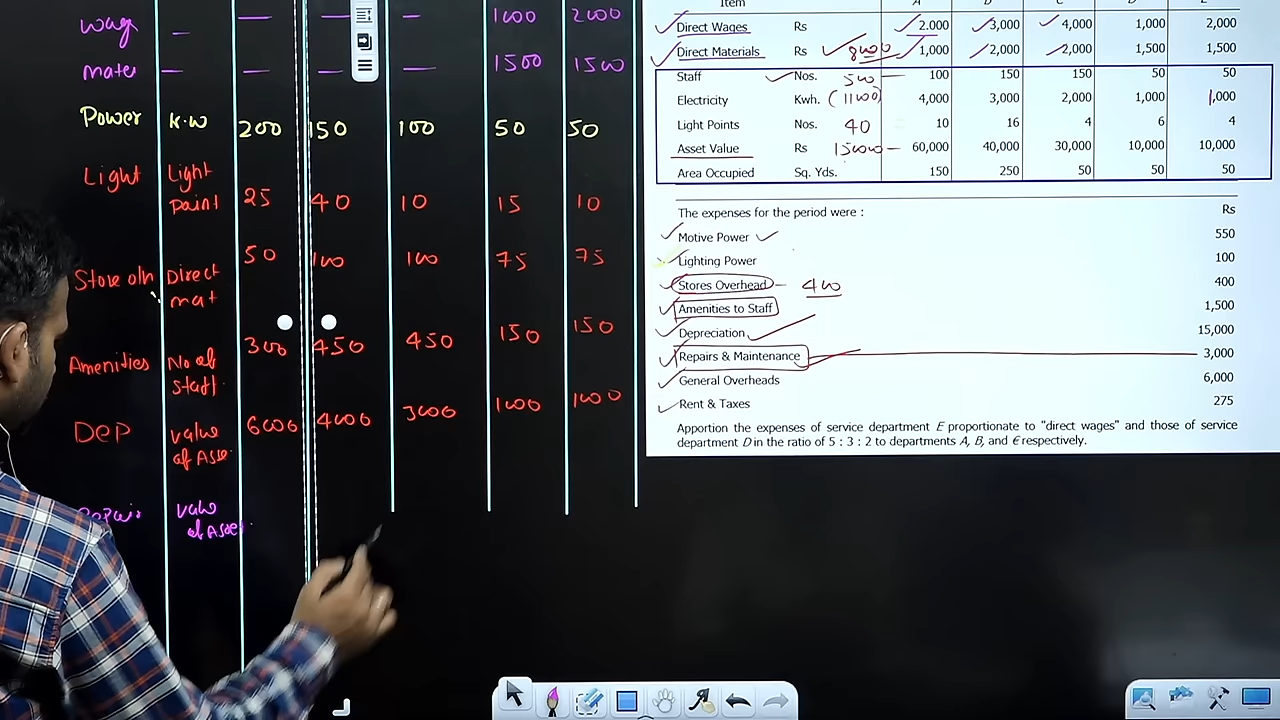 wag — — — — 1000 2000
mate — — — — 1500 1500
Power K.W 200 150 100 50 50
Light Light Point 25 40 10 15 10
Store o/h Direct mat 50 100 100 75 75
Amenities No of staff. 300 450 450 150 150
DEP value of Asse. 6000 4000 3000 1000 1000
valu of Asset.
Item A B C D E
Direct Wages Rs 2.000 3,000 4,000 1,000 2,000
Direct Materials Rs 8000 1,000 2,000 2,000 1,500 1,500
Staff Nos. 500 100 150 150 50 50
Electricity Kwh. (11000) 4,000 3,000 2,000 1,000 1,000
Light Points Nos. 40 10 16 4 6 4
Asset Value Rs 150000 60,000 40,000 30,000 10,000 10,000
Area Occupied Sq. Yds. 150 250 50 50 50
The expenses for the period were : Rs
Motive Power 550
Lighting Power 100
Stores Overhead — 400 400
Amenities to Staff 1,500
Depreciation 15,000
Repairs & Maintenance 3,000
General Overheads 6,000
Rent & Taxes 275
Apportion the expenses of service department E proportionate to "direct wages" and those of service
department D in the ratio of 5 : 3 : 2 to departments A, B, and € respectively.